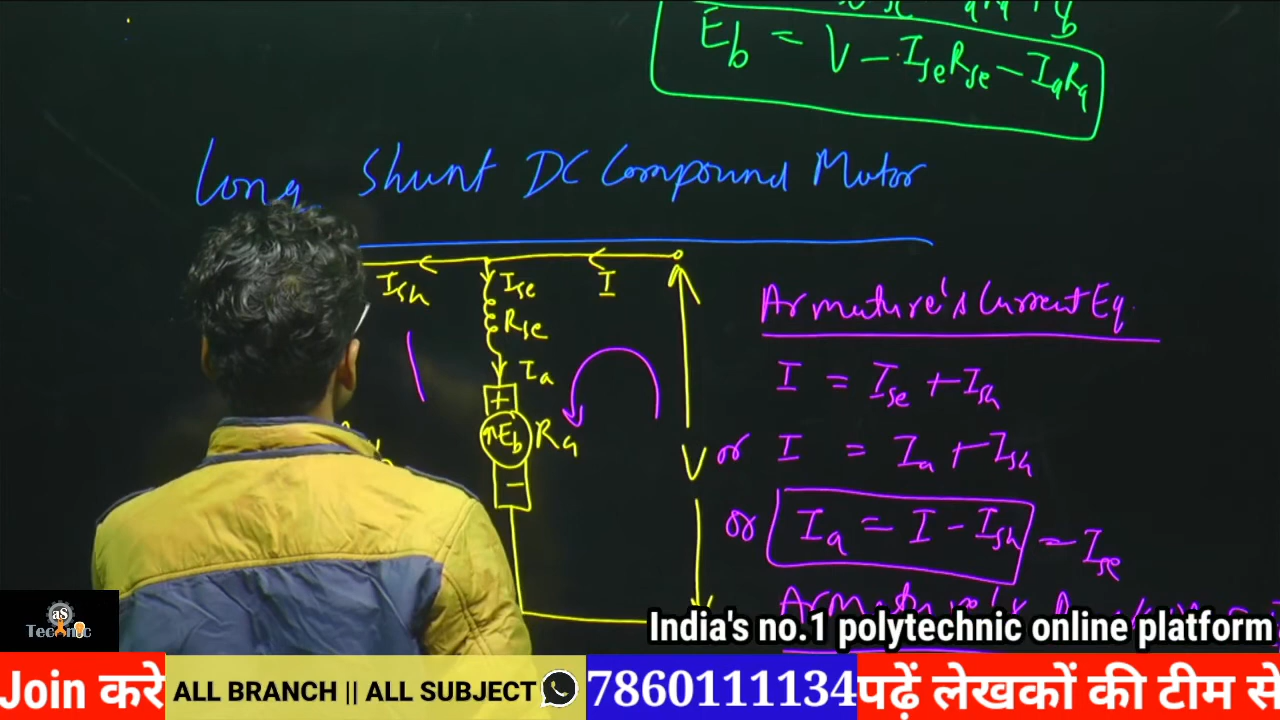 Eb = V - IseRse - IaRa
Long Shunt DC Compound Motor
Ish
Ise
I
Rse
Ia
+
Eb
Ra
-
V
Armature's Current Eq.
I = Ise + Ish
or I = Ia + Ish
or Ia = I - Ish = Ise
aS
Teconic
India's no.1 polytechnic online platform
Join करे
ALL BRANCH || ALL SUBJECT
7860111134
पढ़ें लेखकों की टीम से